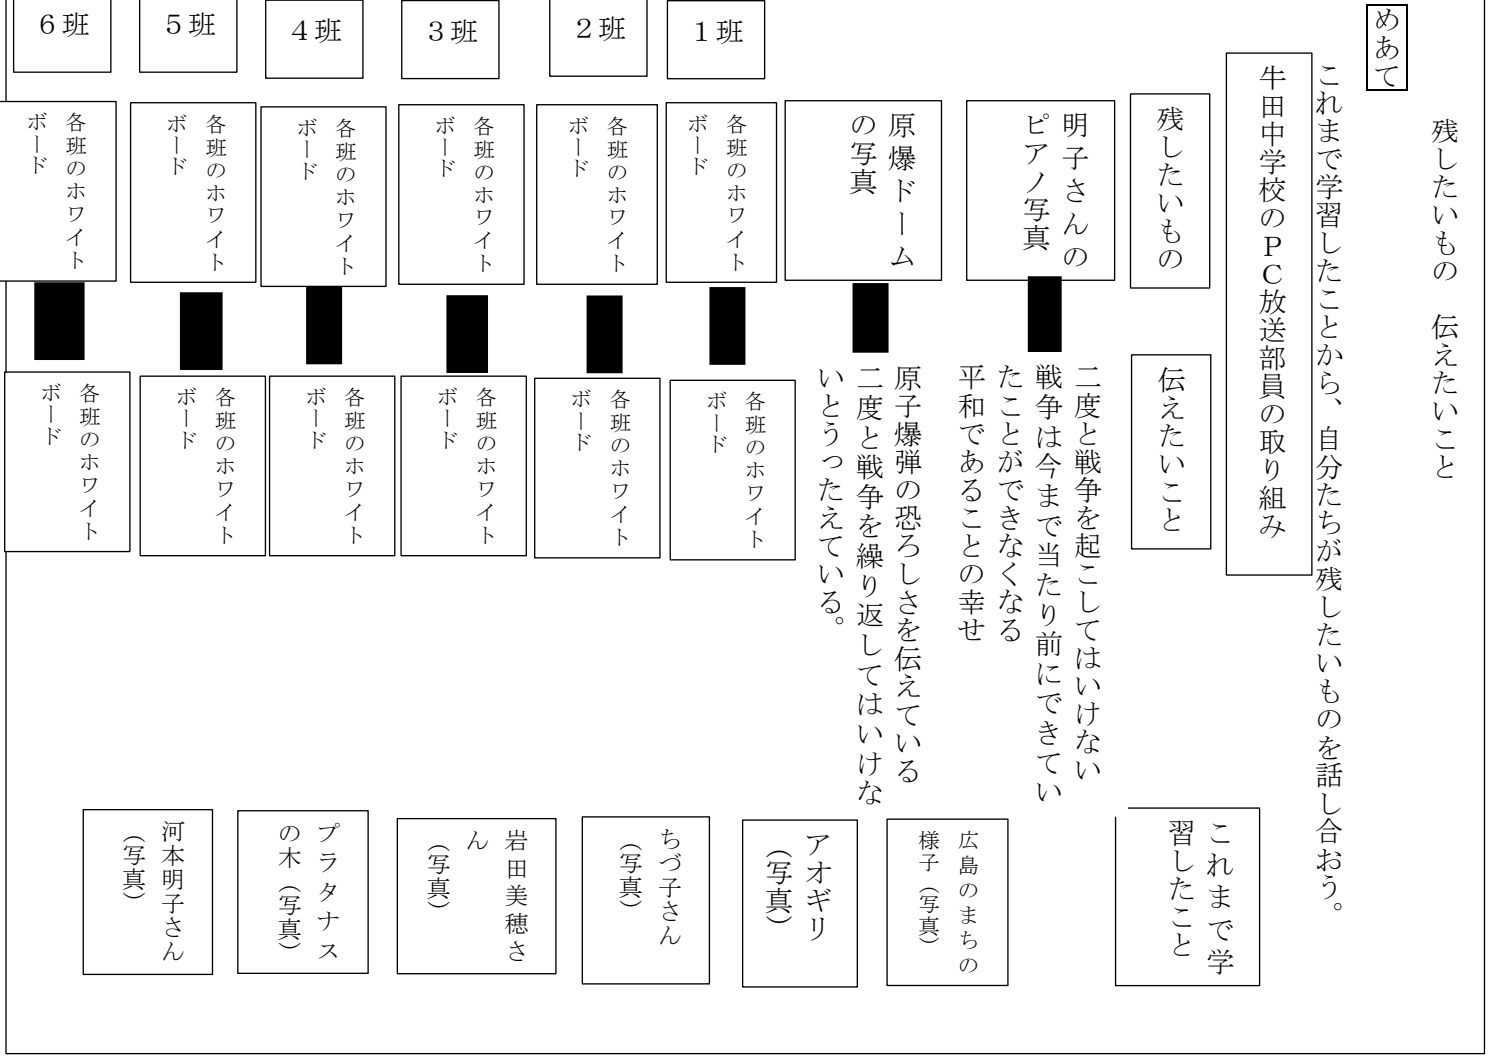 残したいもの　伝えたいこと
めあて
これまで学習したことから、自分たちが残したいものを話し合おう。
牛田中学校のＰＣ放送部員の取り組み
残したいもの
伝えたいこと
これまで学
習したこと
明子さんの
ピアノ写真
二度と戦争を起こしてはいけない
戦争は今まで当たり前にできてい
たことができなくなる
平和であることの幸せ
原爆ドーム
の写真
原子爆弾の恐ろしさを伝えている
二度と戦争を繰り返してはいけな
いとうったえている。
１班
各班のホワイト
ボード
各班のホワイト
ボード
２班
各班のホワイト
ボード
各班のホワイト
ボード
３班
各班のホワイト
ボード
各班のホワイト
ボード
４班
各班のホワイト
ボード
各班のホワイト
ボード
５班
各班のホワイト
ボード
各班のホワイト
ボード
６班
各班のホワイト
ボード
各班のホワイト
ボード
広島のまちの
様子（写真）
アオギリ
（写真）
ちづ子さん
（写真）
岩田美穂さ
ん
（写真）
プラタナス
の木（写真）
河本明子さん
（写真）